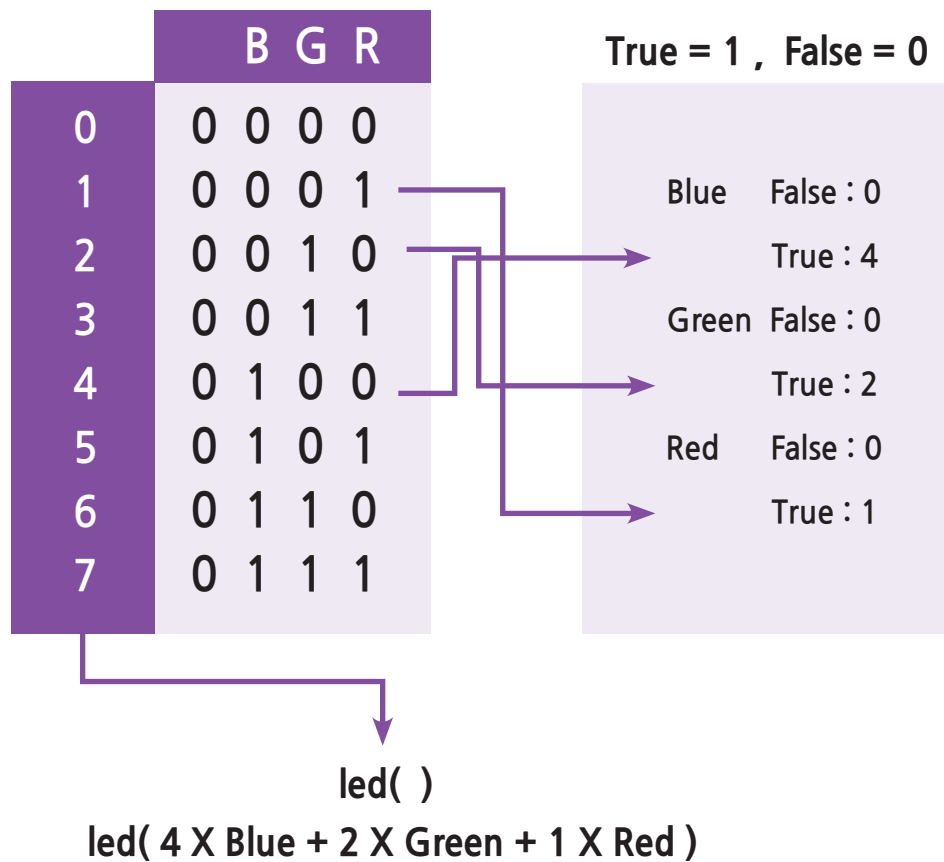 B G R
0 0 0 0 0
1 0 0 0 1
2 0 0 1 0
3 0 0 1 1
4 0 1 0 0
5 0 1 0 1
6 0 1 1 0
7 0 1 1 1
True = 1 , False = 0
Blue False : 0
True : 4
Green False : 0
True : 2
Red False : 0
True : 1
led( )
led( 4 X Blue + 2 X Green + 1 X Red )